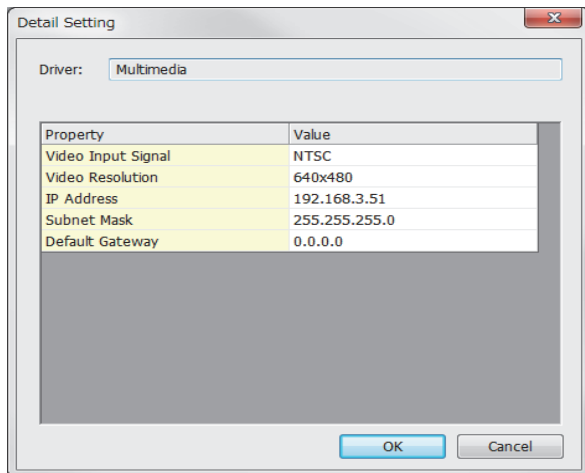 Detail Setting
Driver: Multimedia
Property Value
Video Input Signal NTSC
Video Resolution 640x480
IP Address 192.168.3.51
Subnet Mask 255.255.255.0
Default Gateway 0.0.0.0
OK Cancel